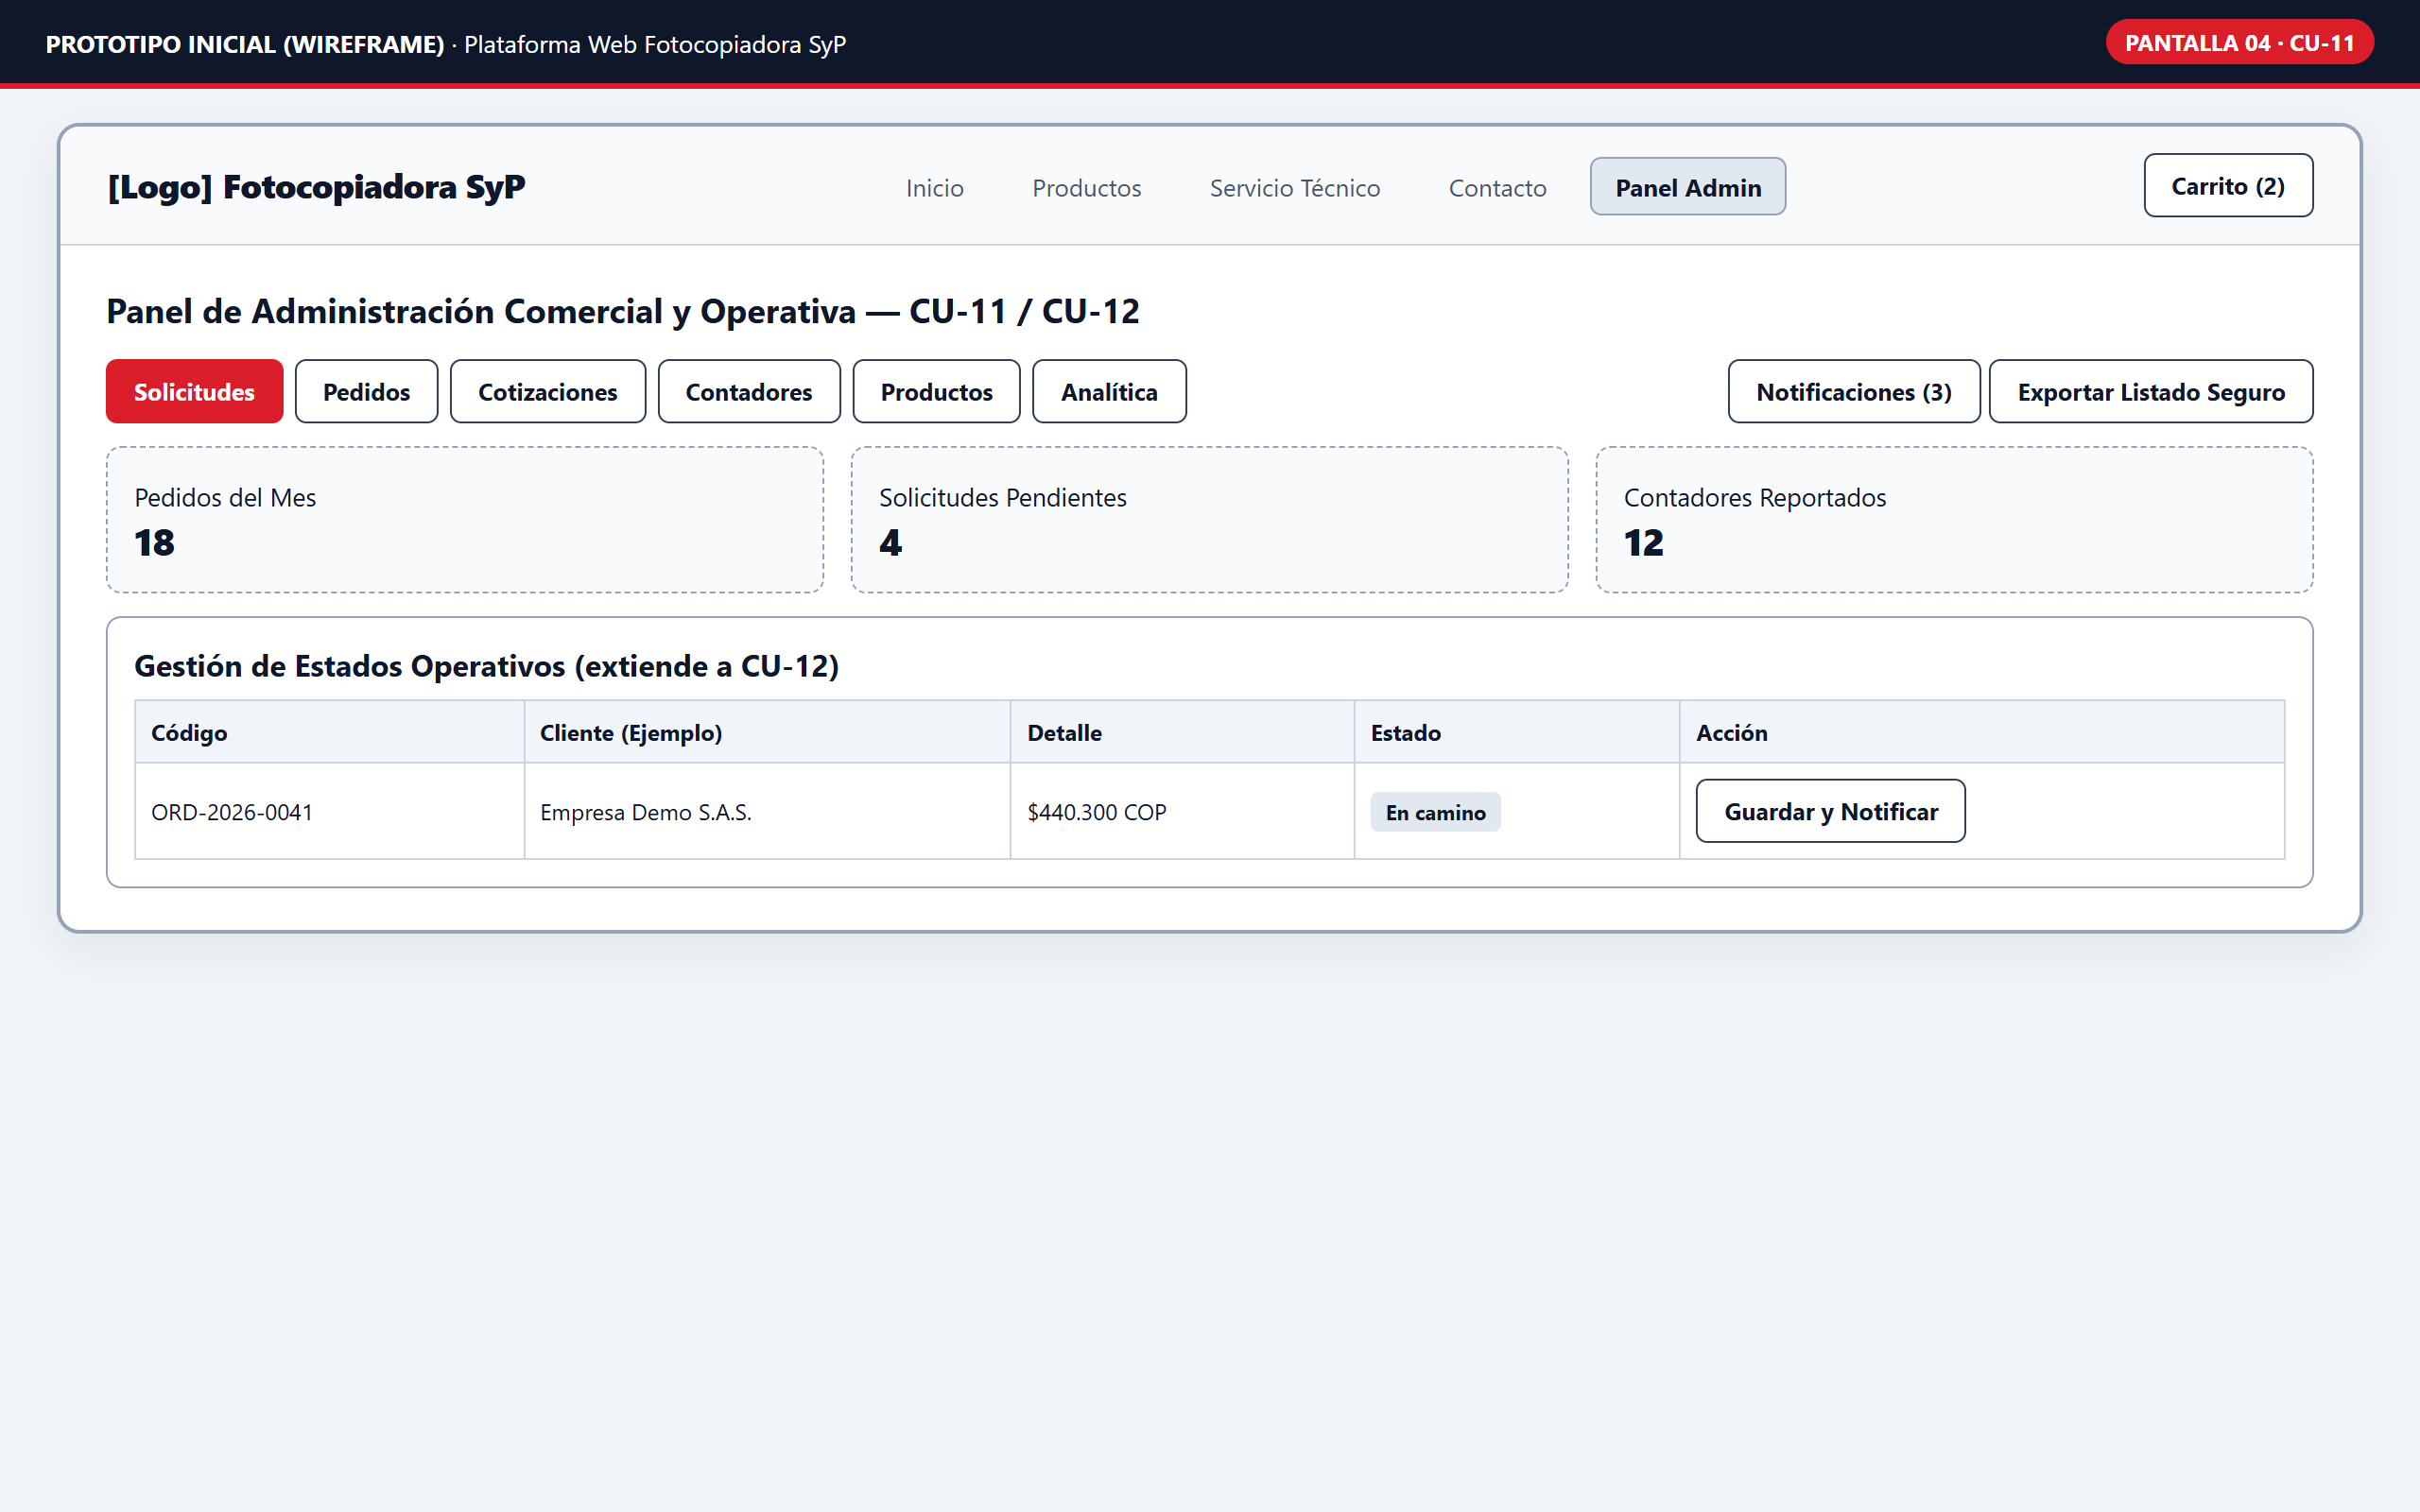 PROTOTIPO INICIAL (WIREFRAME) · Plataforma Web Fotocopiadora SyP
PANTALLA 04 · CU-11
[Logo] Fotocopiadora SyP
Inicio
Productos
Servicio Técnico
Contacto
Panel Admin
Carrito (2)
Panel de Administración Comercial y Operativa — CU-11 / CU-12
Solicitudes
Pedidos
Cotizaciones
Contadores
Productos
Analítica
Notificaciones (3)
Exportar Listado Seguro
Pedidos del Mes
18
Solicitudes Pendientes
4
Contadores Reportados
12
Gestión de Estados Operativos (extiende a CU-12)
Código
Cliente (Ejemplo)
Detalle
Estado
Acción
ORD-2026-0041
Empresa Demo S.A.S.
$440.300 COP
En camino
Guardar y Notificar